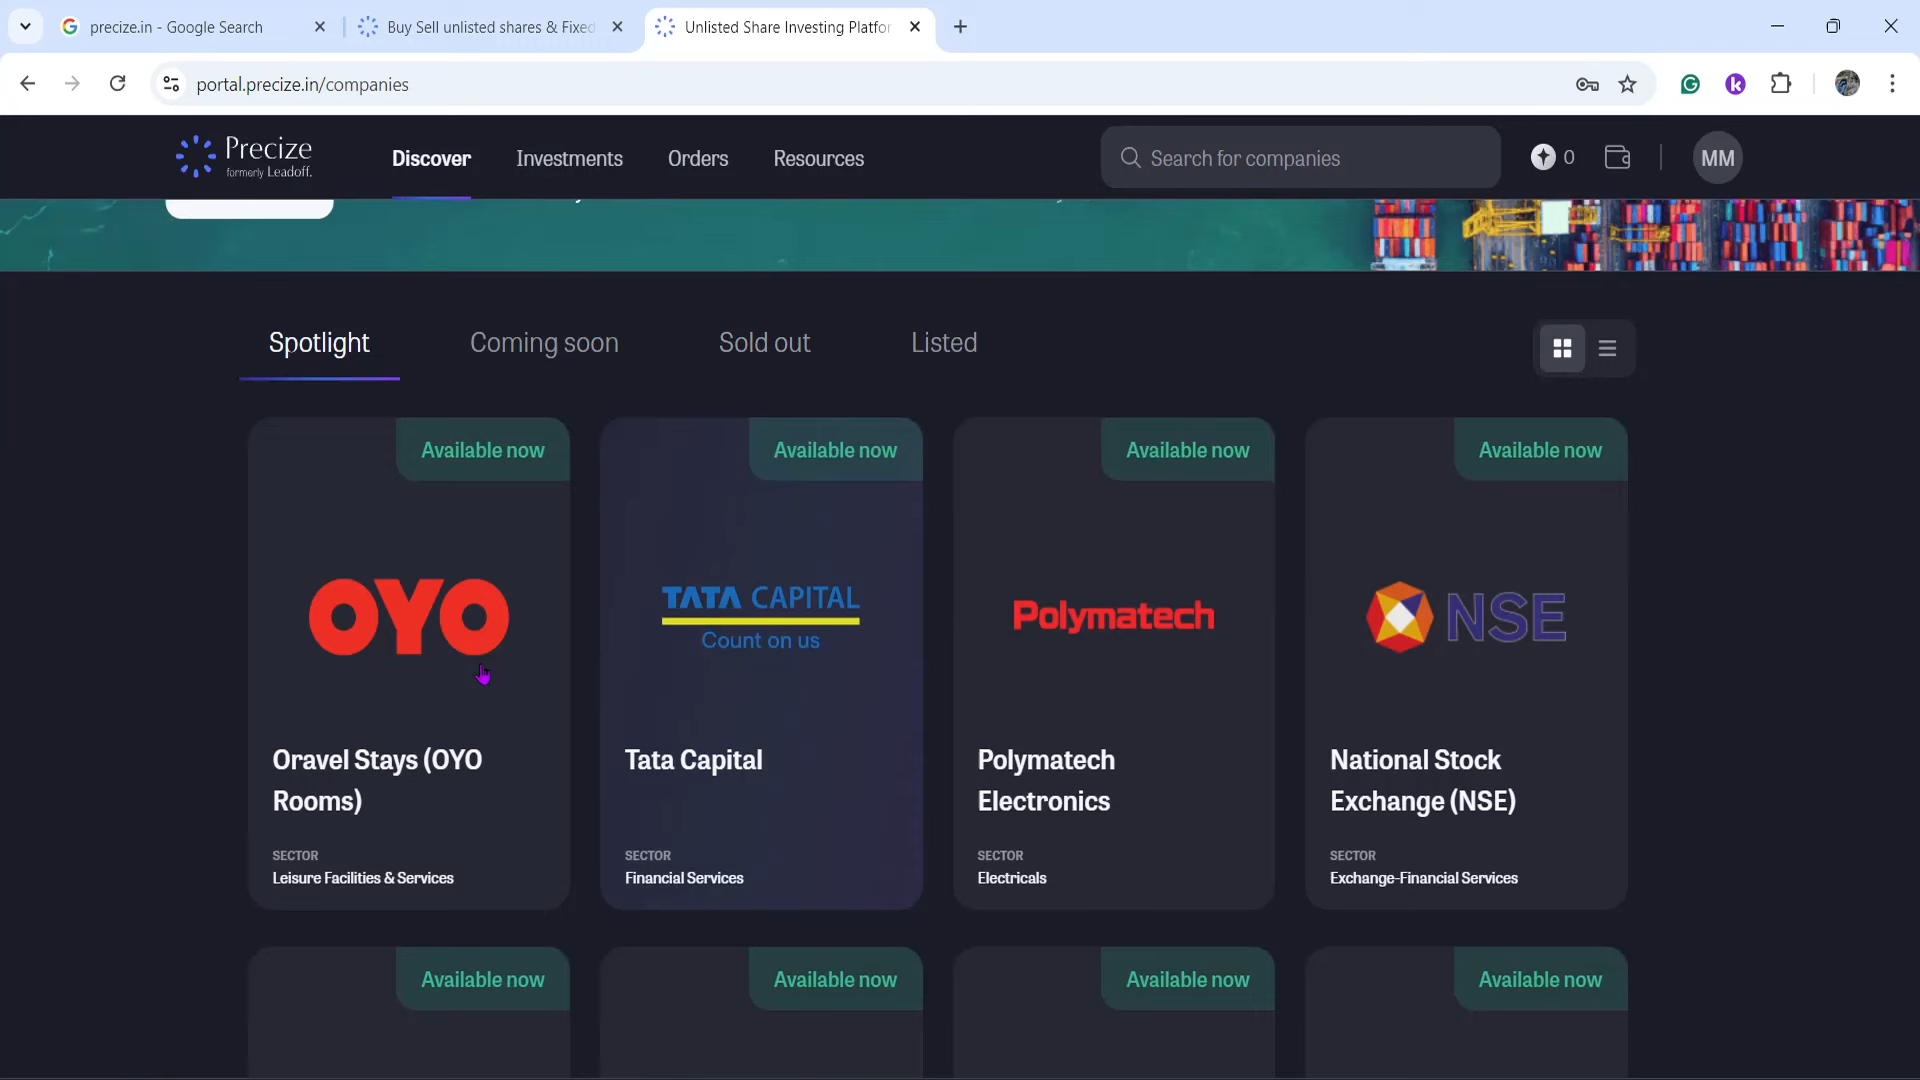 precize.in - Google Search
Buy Sell unlisted shares & Fixed
Unlisted Share Investing Platfor
portal.precize.in/companies
Precize
formerly Leadoff.
Discover
Investments
Orders
Resources
Search for companies
0
MM
Spotlight
Coming soon
Sold out
Listed
Available now
OYO
Oravel Stays (OYO
Rooms)
SECTOR
Leisure Facilities & Services
Available now
TATA CAPITAL
Count on us
Tata Capital
SECTOR
Financial Services
Available now
Polymatech
Polymatech
Electronics
SECTOR
Electricals
Available now
NSE
National Stock
Exchange (NSE)
SECTOR
Exchange-Financial Services
Available now
Available now
Available now
Available now